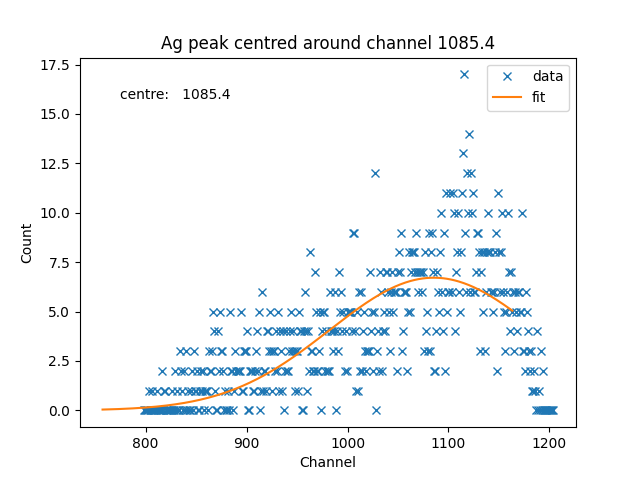 Ag peak centred around channel 1085.4
centre: 1085.4
data
fit
Count
17.5
15.0
12.5
10.0
7.5
5.0
2.5
0.0
800 900 1000 1100 1200
Channel